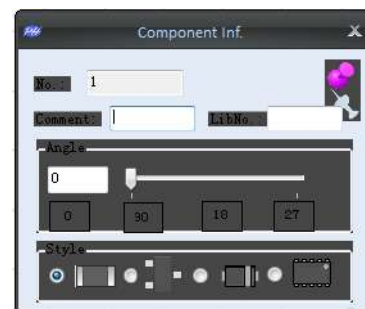 Component Inf.
No.: 1
Comment: LibNo.:
Angle
0
0 90 18 27
Style